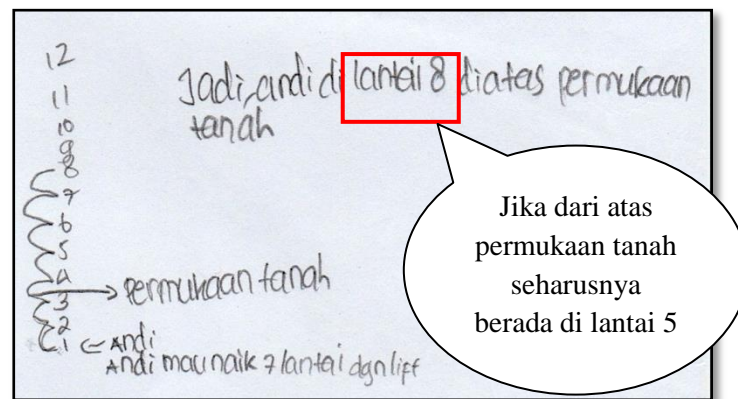 12
11
10
9
8
7
6
5
4
3
2
1
Jadi, andi di lantai 8 diatas permukaan
tanah
permukaan tanah
Andi
Andi mau naik 7 lantai dgn lift
Jika dari atas
permukaan tanah
seharusnya
berada di lantai 5